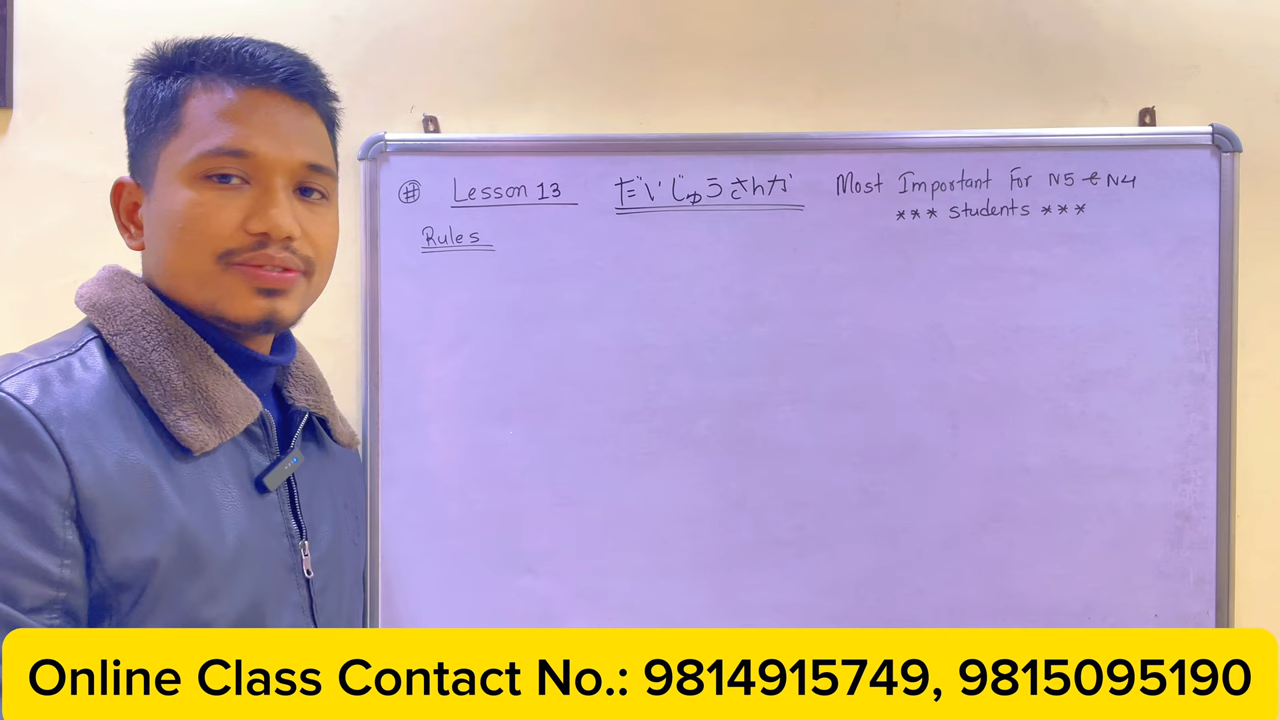 # Lesson 13 だいじゅうさんか Most Important For N5 & N4
*** students ***
Rules
Online Class Contact No.: 9814915749, 9815095190